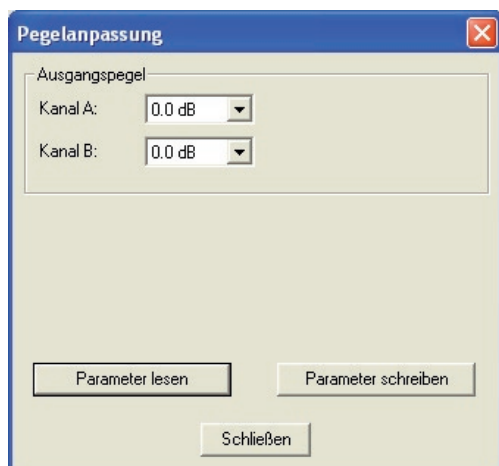 Pegelanpassung
Ausgangspegel
Kanal A: 0.0 dB
Kanal B: 0.0 dB
Parameter lesen Parameter schreiben
Schließen